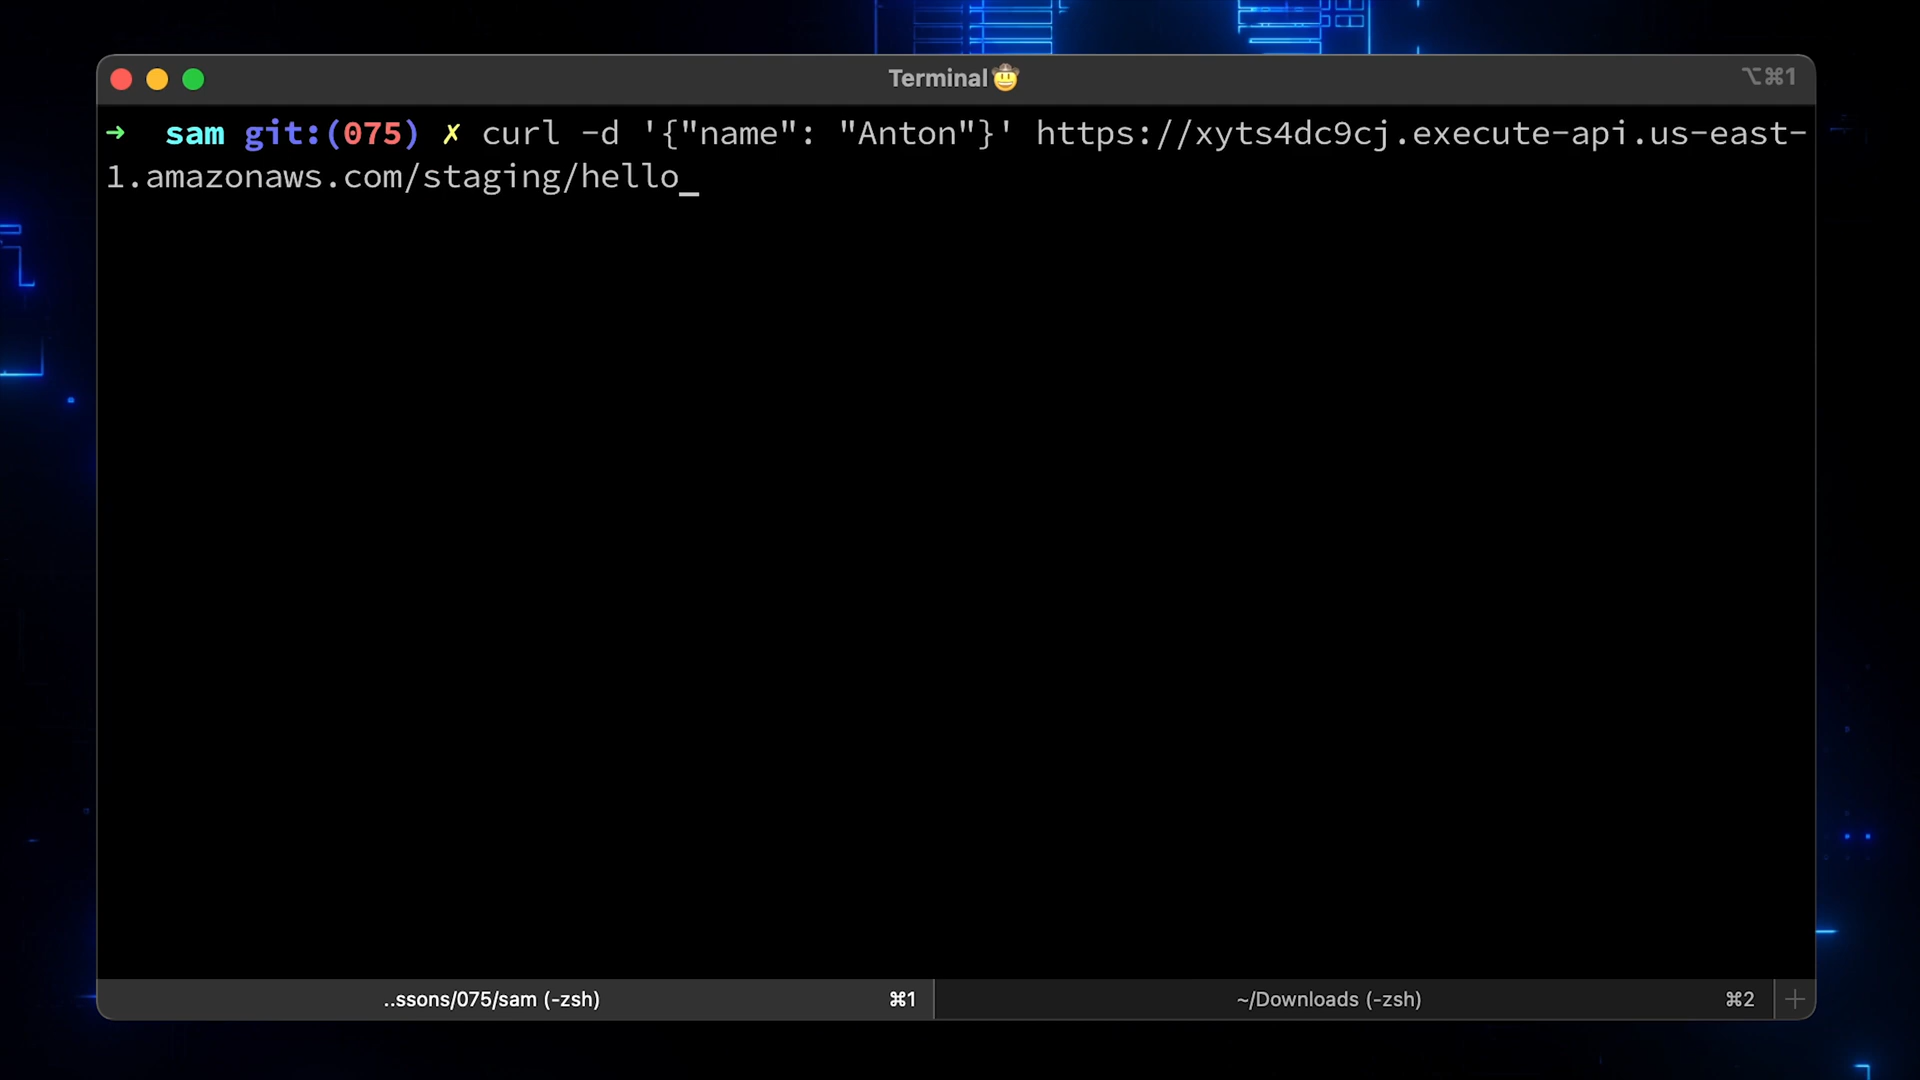 Terminal🤠
⌥⌘1
➜ sam git:(075) ✗ curl -d '{"name": "Anton"}' https://xyts4dc9cj.execute-api.us-east-
1.amazonaws.com/staging/hello_
..ssons/075/sam (-zsh) ⌘1
~/Downloads (-zsh) ⌘2 +